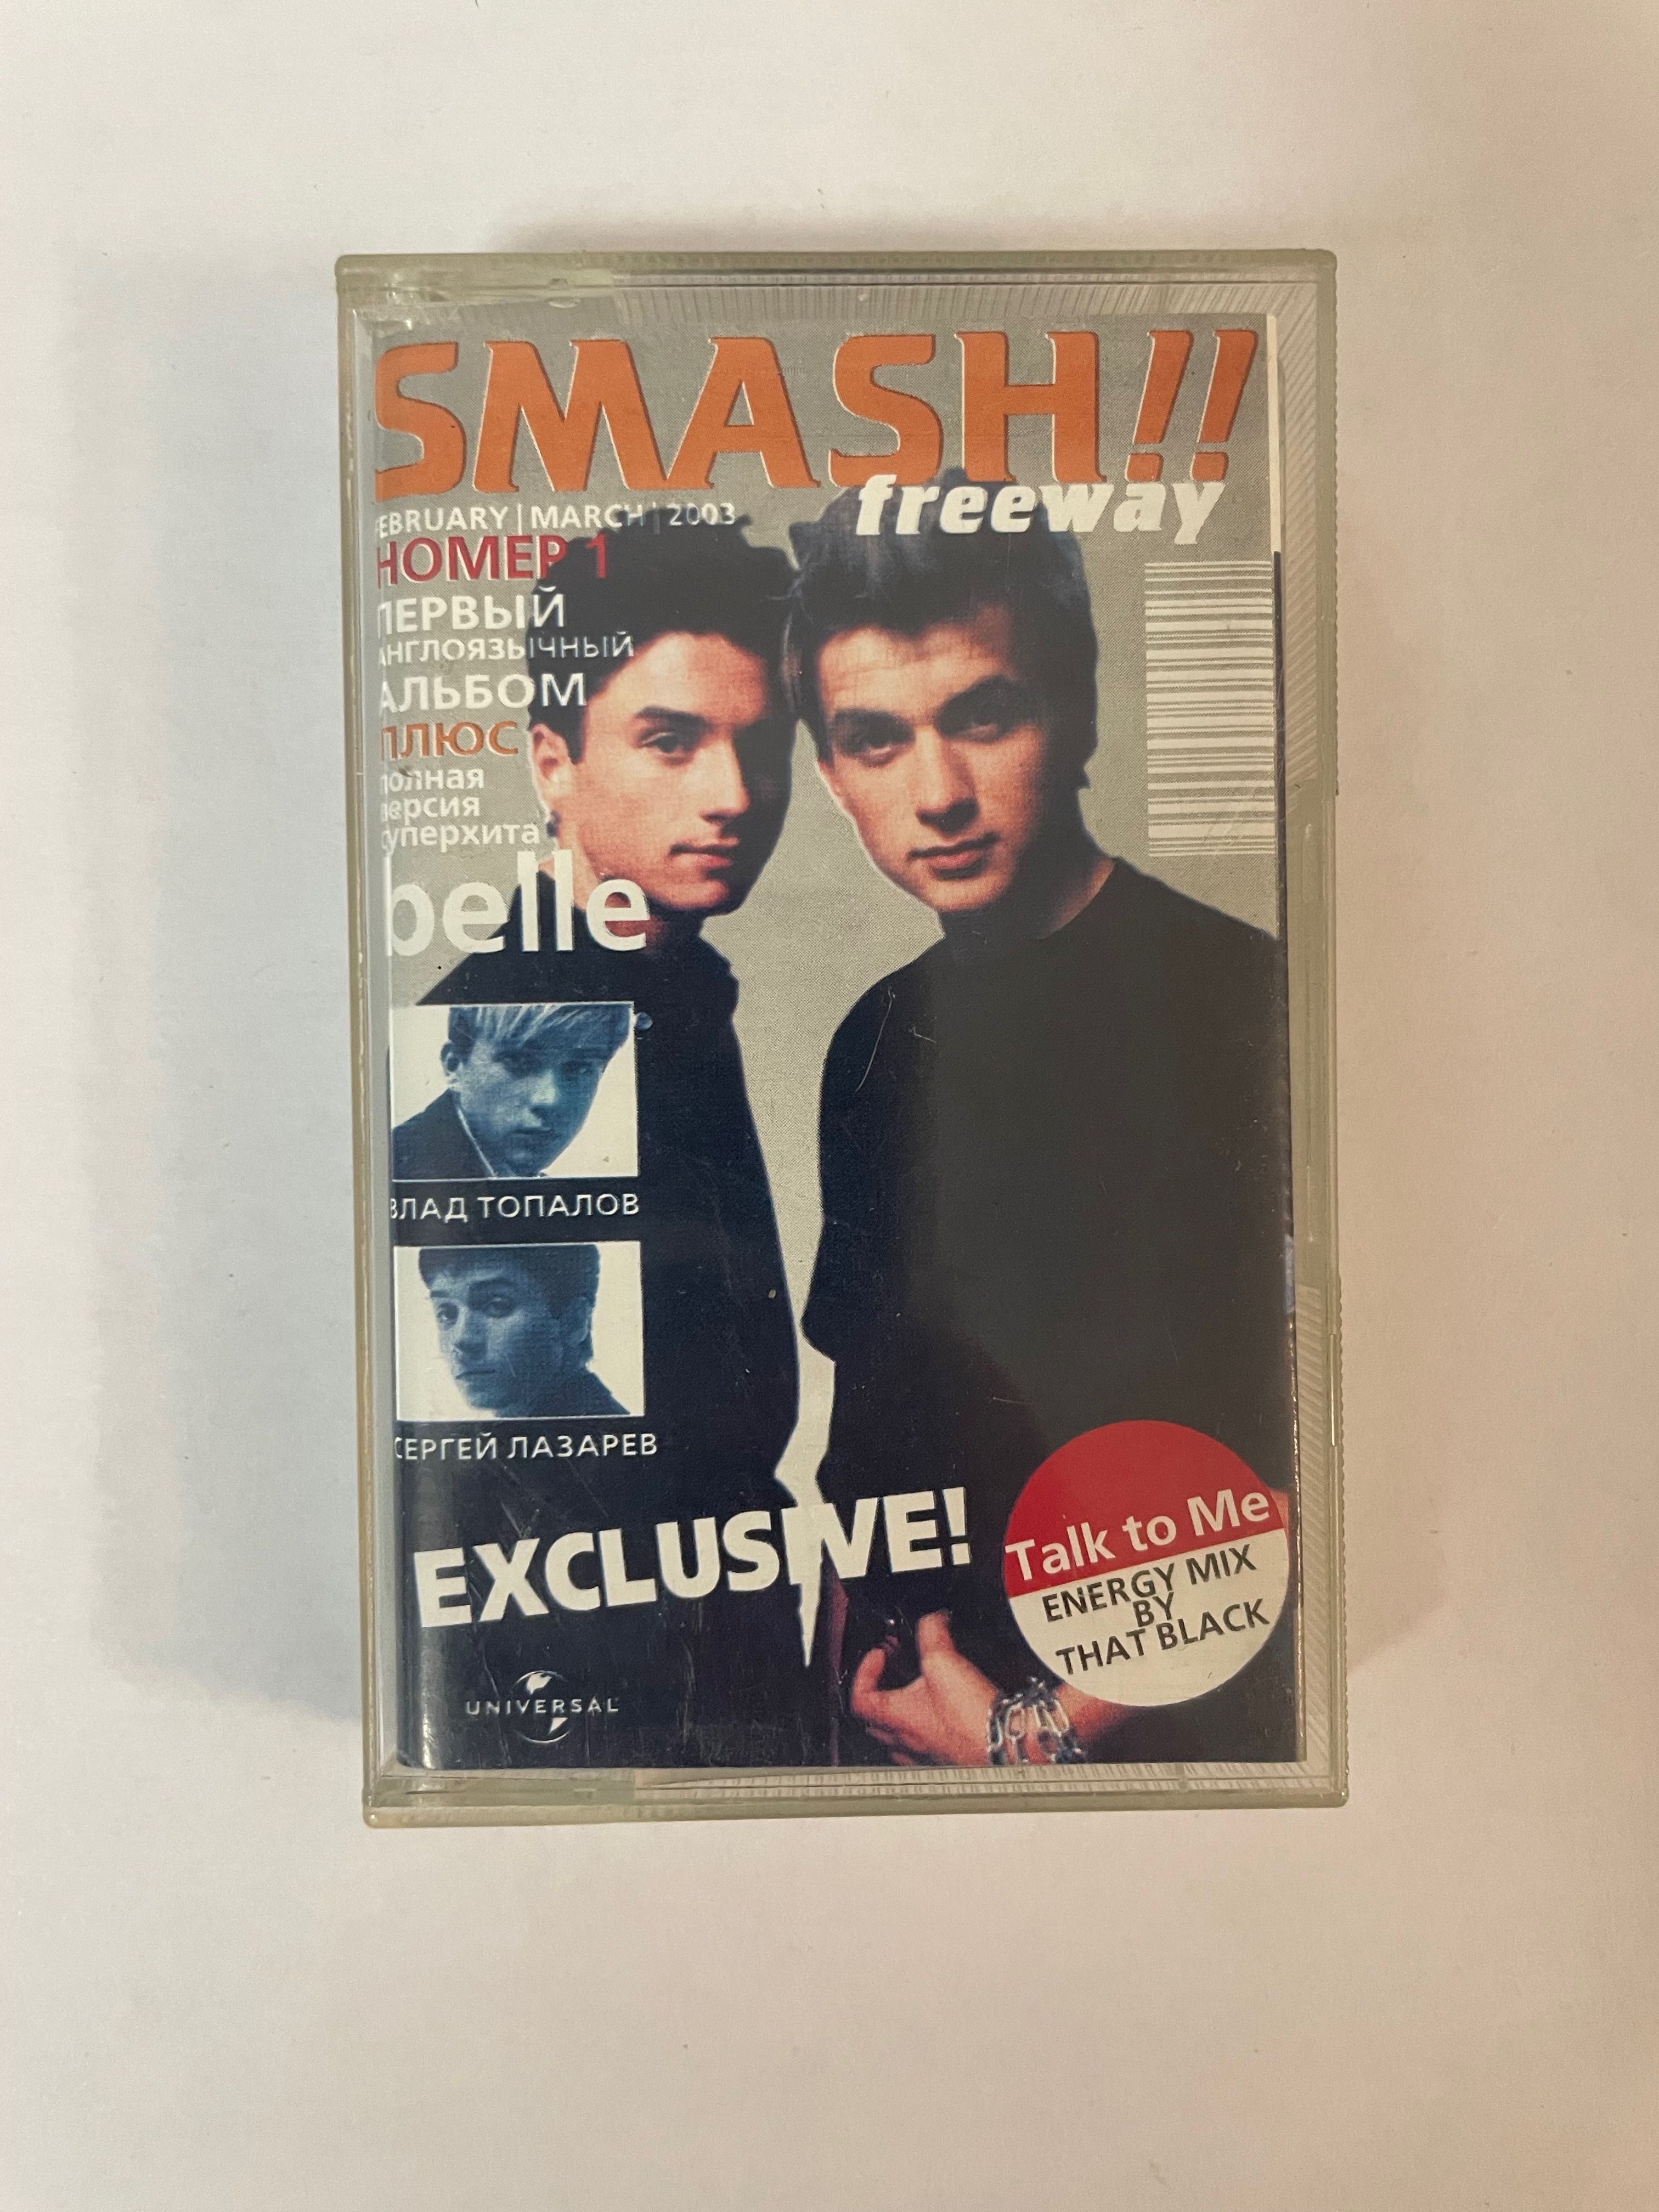 SMASH!!
freeway
FEBRUARY | MARCH | 2003
НОМЕР 1
ПЕРВЫЙ
АНГЛОЯЗЫЧНЫЙ
АЛЬБОМ
ПЛЮС
полная
версия
суперхита
belle
ВЛАД ТОПАЛОВ
СЕРГЕЙ ЛАЗАРЕВ
EXCLUSIVE!
Talk to Me
ENERGY MIX
BY
THAT BLACK
UNIVERSAL